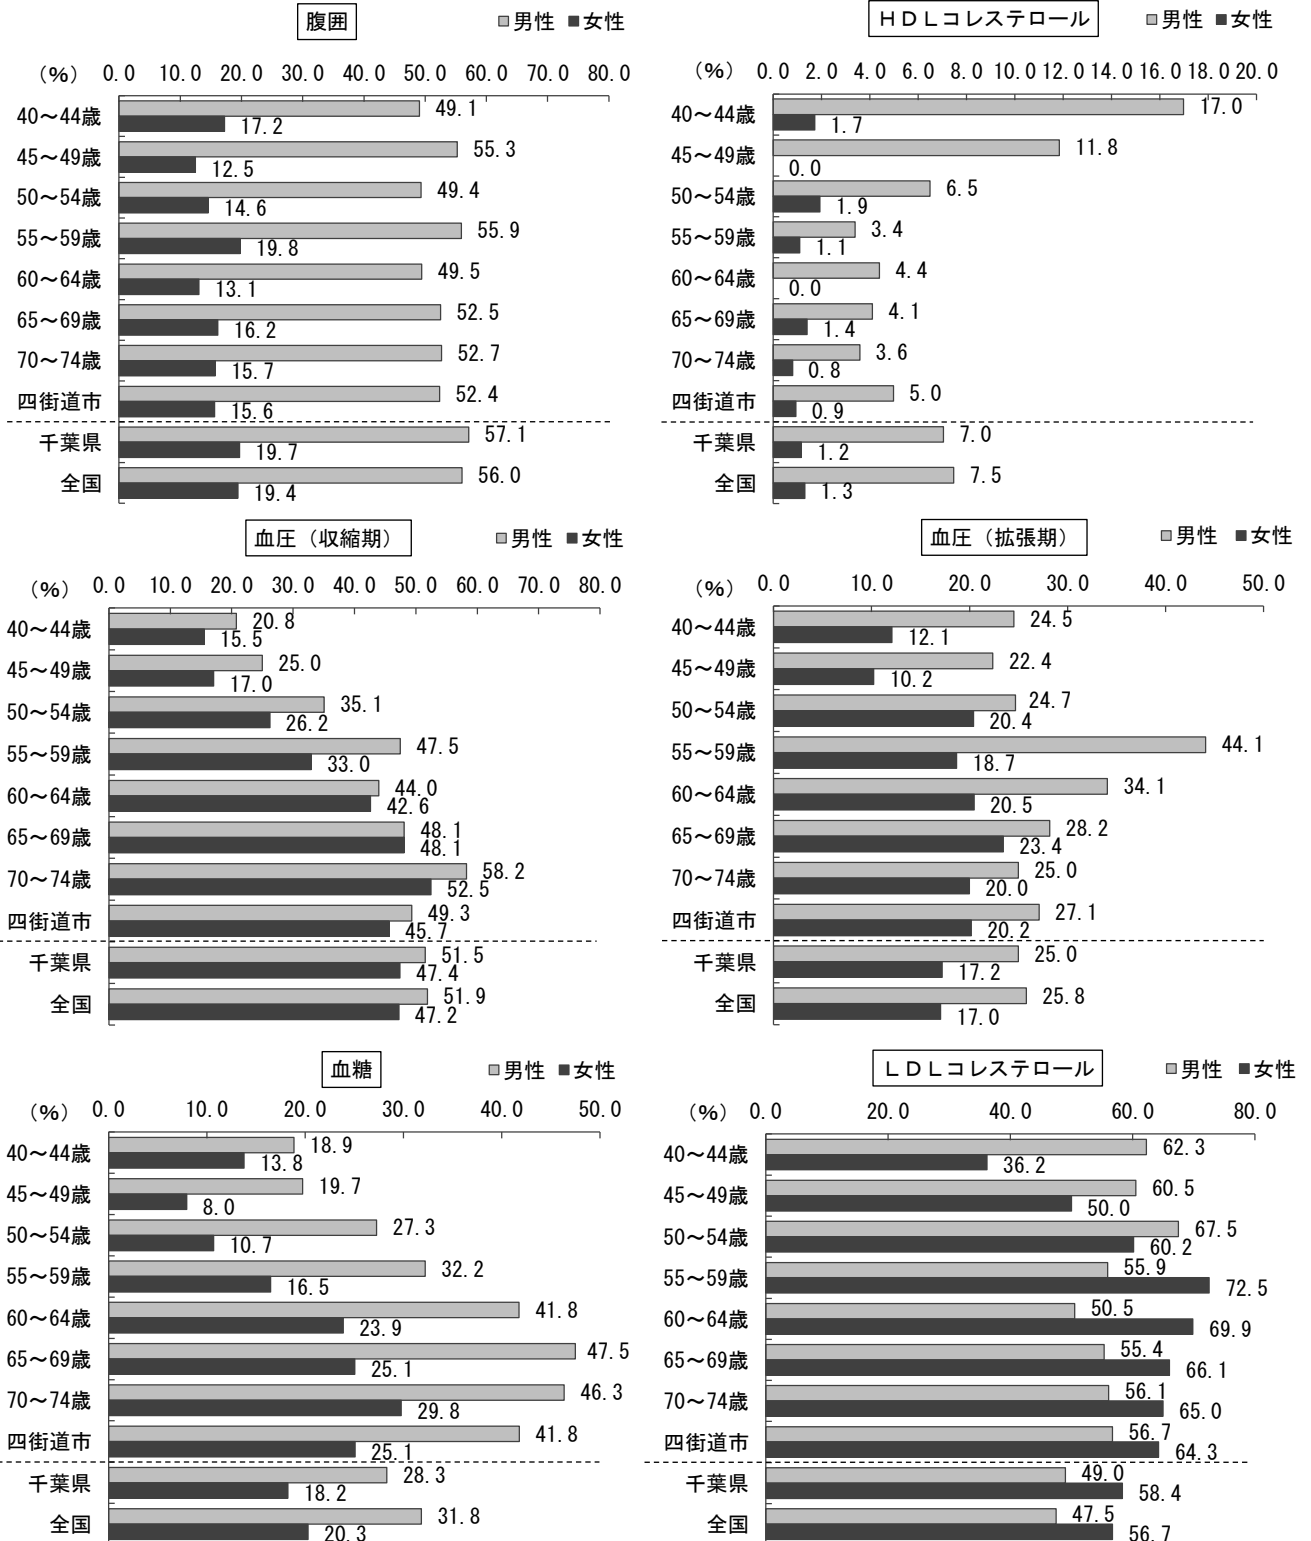 腹囲
□男性 ■女性
(%) 0.0 10.0 20.0 30.0 40.0 50.0 60.0 70.0 80.0
40～44歳 49.1
17.2
45～49歳 55.3
12.5
50～54歳 49.4
14.6
55～59歳 55.9
19.8
60～64歳 49.5
13.1
65～69歳 52.5
16.2
70～74歳 52.7
15.7
四街道市 52.4
15.6
千葉県 57.1
19.7
全国 56.0
19.4
ＨＤＬコレステロール
□男性 ■女性
(%) 0.0 2.0 4.0 6.0 8.0 10.0 12.0 14.0 16.0 18.0 20.0
40～44歳 17.0
1.7
45～49歳 11.8
0.0
50～54歳 6.5
1.9
55～59歳 3.4
1.1
60～64歳 4.4
0.0
65～69歳 4.1
1.4
70～74歳 3.6
0.8
四街道市 5.0
0.9
千葉県 7.0
1.2
全国 7.5
1.3
血圧（収縮期）
□男性 ■女性
(%) 0.0 10.0 20.0 30.0 40.0 50.0 60.0 70.0 80.0
40～44歳 20.8
15.5
45～49歳 25.0
17.0
50～54歳 35.1
26.2
55～59歳 47.5
33.0
60～64歳 44.0
42.6
65～69歳 48.1
48.1
70～74歳 58.2
52.5
四街道市 49.3
45.7
千葉県 51.5
47.4
全国 51.9
47.2
血圧（拡張期）
□男性 ■女性
(%) 0.0 10.0 20.0 30.0 40.0 50.0
40～44歳 24.5
12.1
45～49歳 22.4
10.2
50～54歳 24.7
20.4
55～59歳 44.1
18.7
60～64歳 34.1
20.5
65～69歳 28.2
23.4
70～74歳 25.0
20.0
四街道市 27.1
20.2
千葉県 25.0
17.2
全国 25.8
17.0
血糖
□男性 ■女性
(%) 0.0 10.0 20.0 30.0 40.0 50.0
40～44歳 18.9
13.8
45～49歳 19.7
8.0
50～54歳 27.3
10.7
55～59歳 32.2
16.5
60～64歳 41.8
23.9
65～69歳 47.5
25.1
70～74歳 46.3
29.8
四街道市 41.8
25.1
千葉県 28.3
18.2
全国 31.8
20.3
ＬＤＬコレステロール
□男性 ■女性
(%) 0.0 20.0 40.0 60.0 80.0
40～44歳 62.3
36.2
45～49歳 60.5
50.0
50～54歳 67.5
60.2
55～59歳 55.9
72.5
60～64歳 50.5
69.9
65～69歳 55.4
66.1
70～74歳 56.1
65.0
四街道市 56.7
64.3
千葉県 49.0
58.4
全国 47.5
56.7